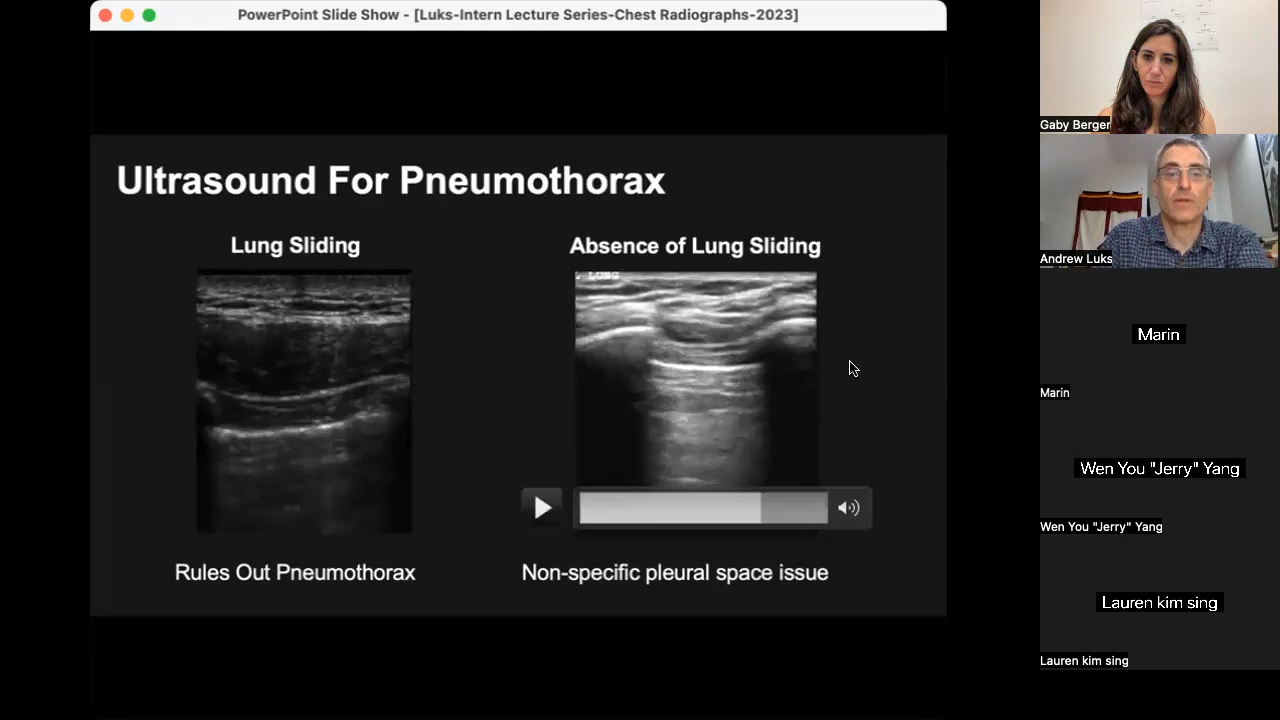 PowerPoint Slide Show - [Luks-Intern Lecture Series-Chest Radiographs-2023]
Ultrasound For Pneumothorax
Lung Sliding
Absence of Lung Sliding
LUNG
Rules Out Pneumothorax
Non-specific pleural space issue
Gaby Berger
Andrew Luks
Marin
Marin
Wen You "Jerry" Yang
Wen You "Jerry" Yang
Lauren kim sing
Lauren kim sing